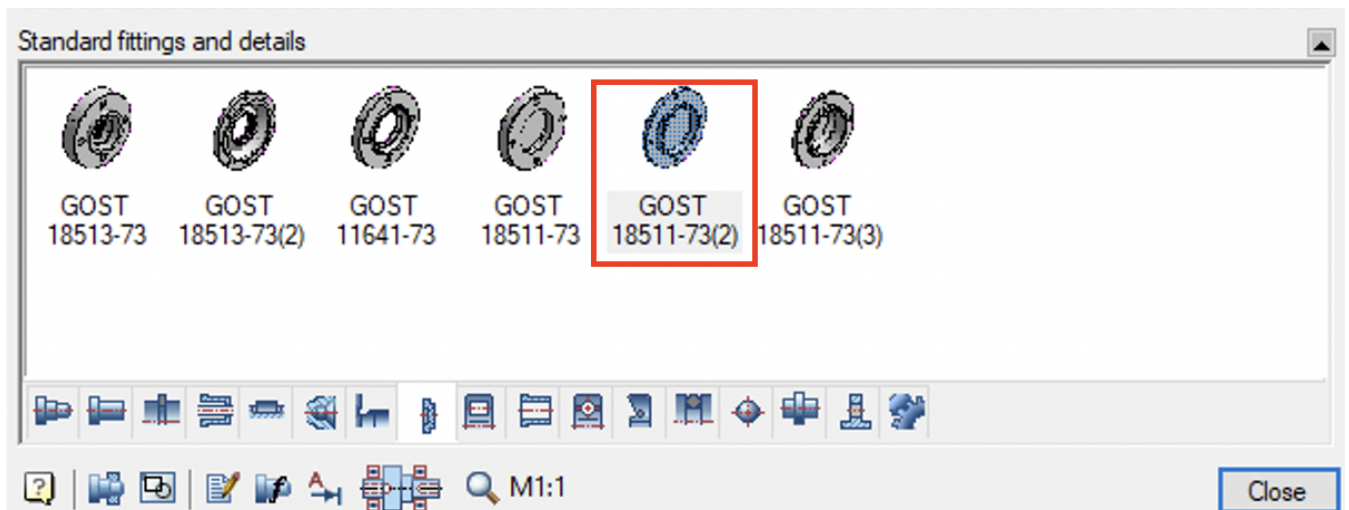 Standard fittings and details
GOST
18513-73
GOST
18513-73(2)
GOST
11641-73
GOST
18511-73
GOST
18511-73(2)
GOST
18511-73(3)
M1:1
Close